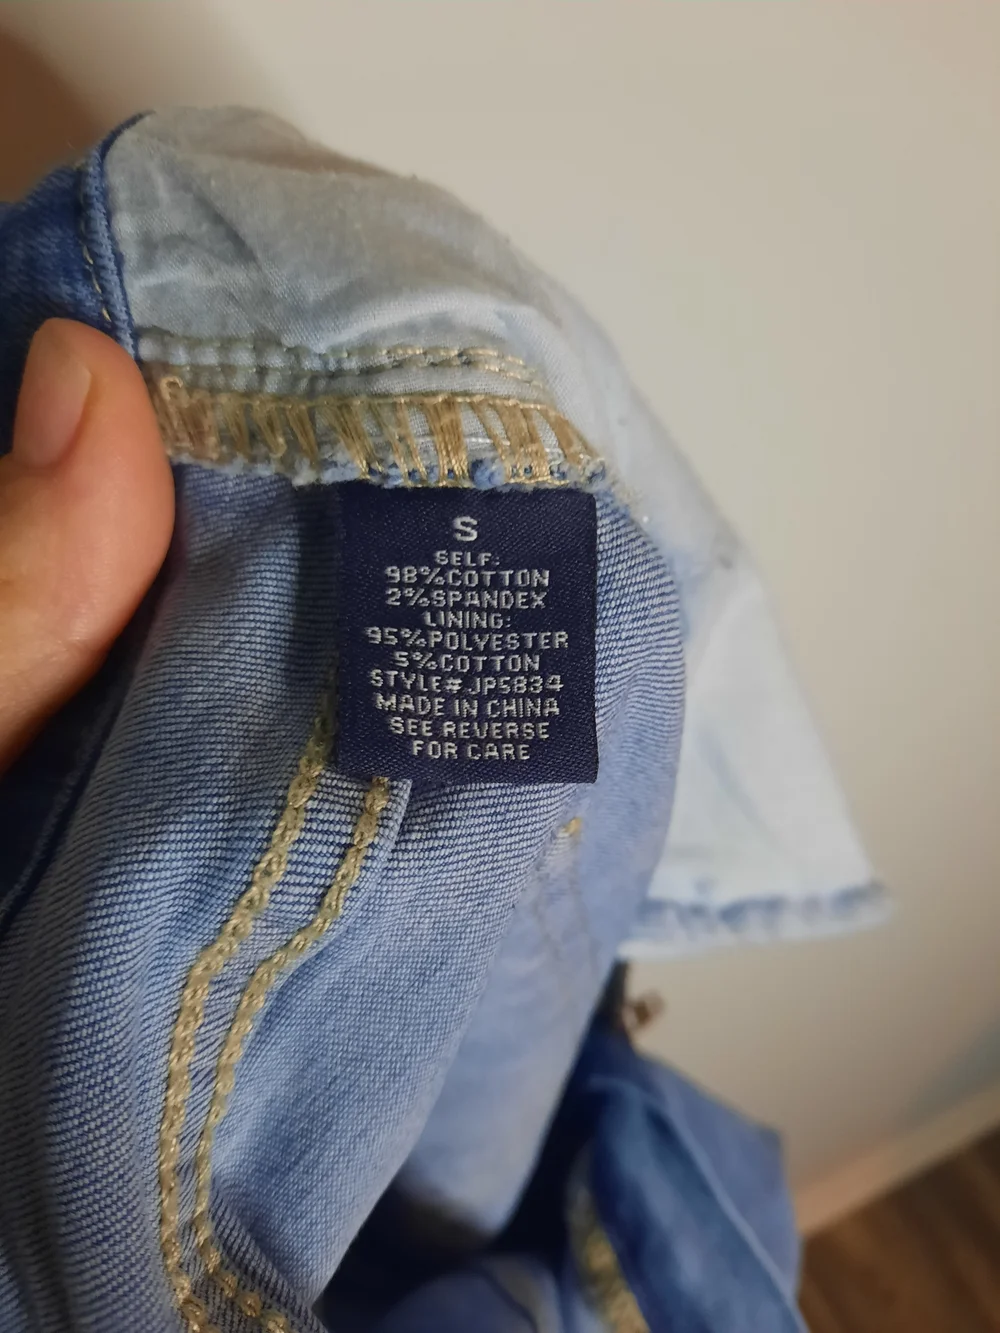 S
SELF:
98%COTTON
2%SPANDEX
LINING:
95%POLYESTER
5%COTTON
STYLE#JP5834
MADE IN CHINA
SEE REVERSE
FOR CARE